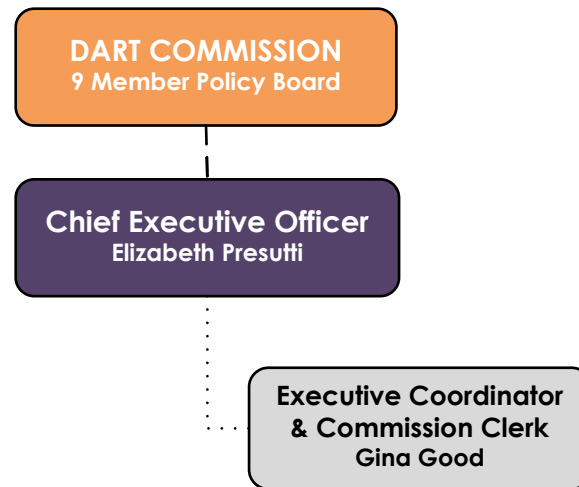 DART COMMISSION
9 Member Policy Board
Chief Executive Officer
Elizabeth Presutti
Executive Coordinator
& Commission Clerk
Gina Good